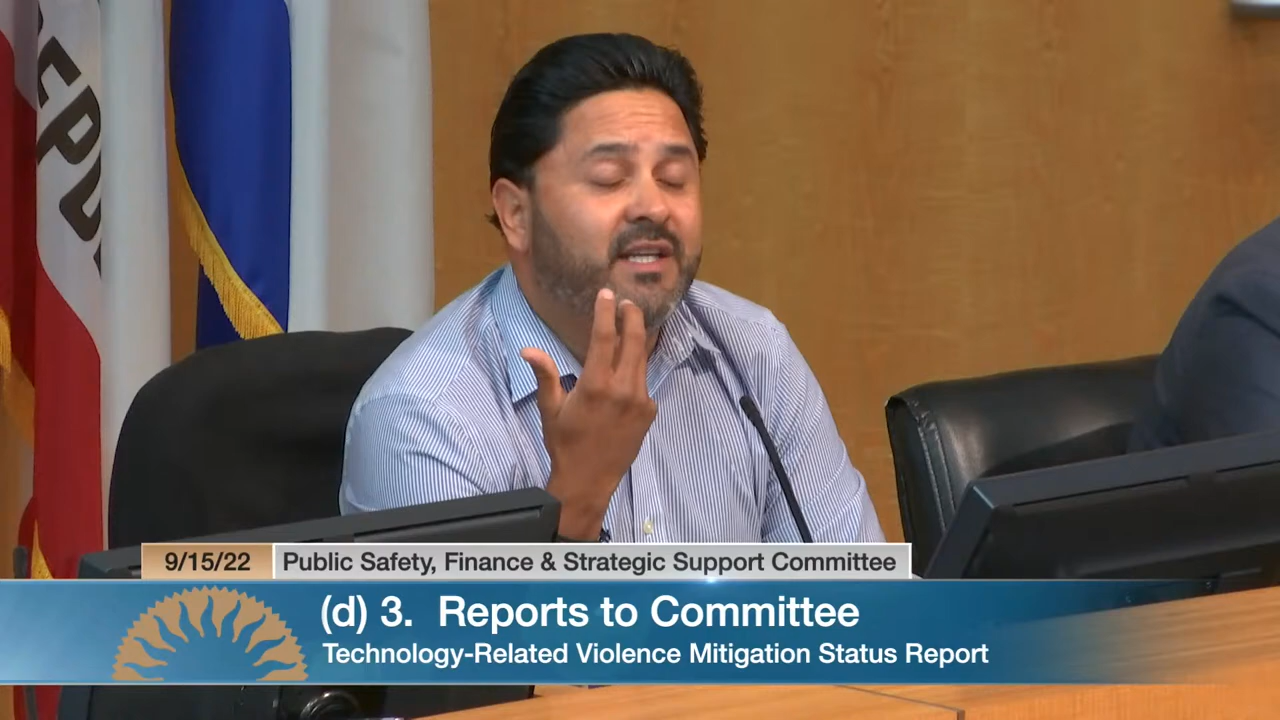 9/15/22 Public Safety, Finance & Strategic Support Committee
(d) 3. Reports to Committee
Technology-Related Violence Mitigation Status Report